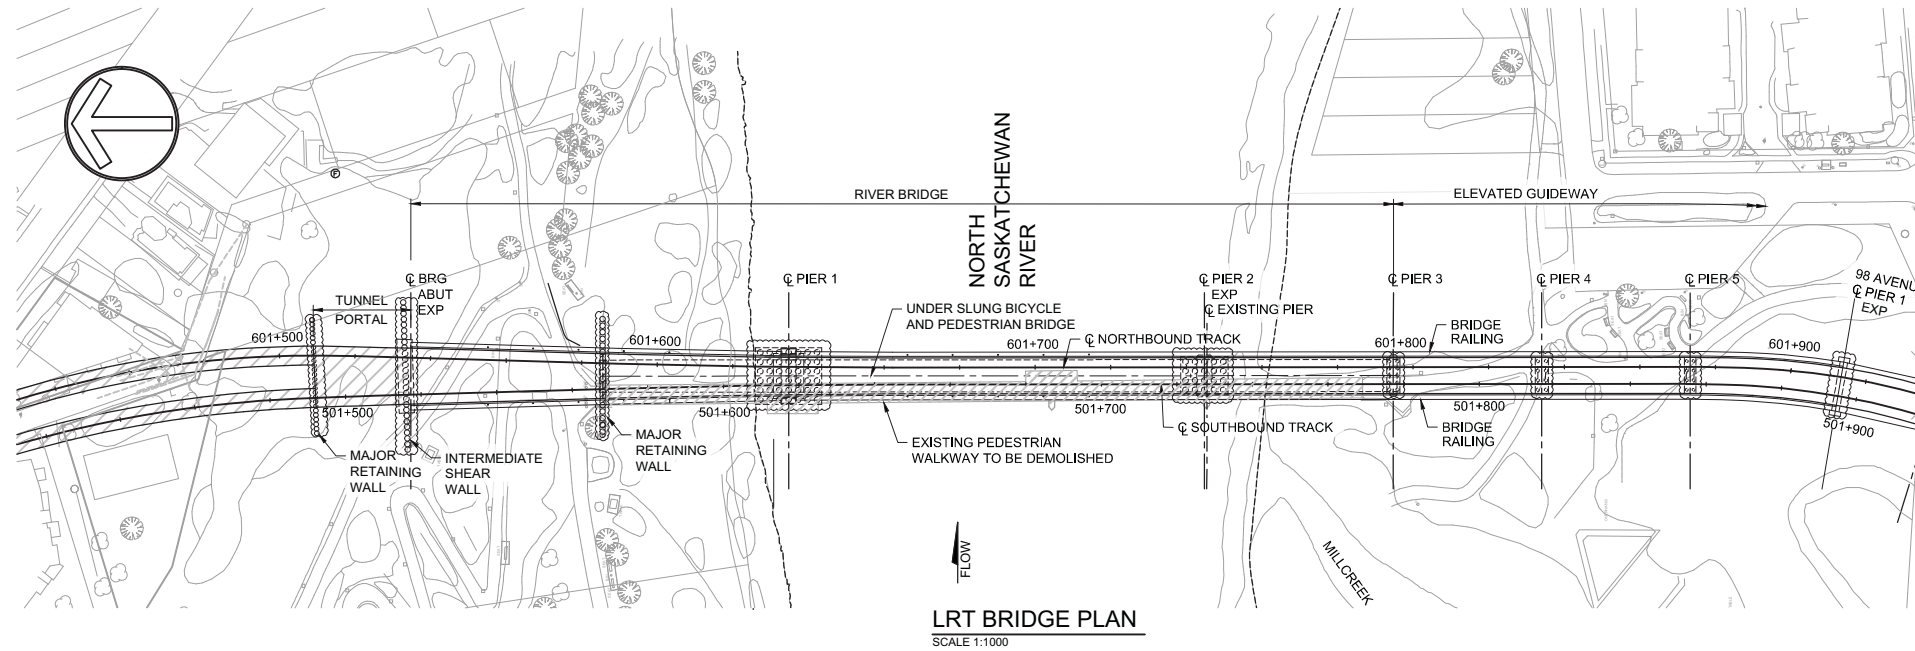 NORTH
SASKATCHEWAN
RIVER
RIVER BRIDGE
ELEVATED GUIDEWAY
F
℄ BRG
ABUT
EXP
℄ PIER 1
℄ PIER 2
EXP
℄ EXISTING PIER
℄ PIER 3
℄ PIER 4
℄ PIER 5
98 AVENU
℄ PIER 1
EXP
TUNNEL
PORTAL
UNDER SLUNG BICYCLE
AND PEDESTRIAN BRIDGE
℄ NORTHBOUND TRACK
BRIDGE
RAILING
601+500
601+600
601+700
601+800
601+900
501+500
501+600
501+700
501+800
501+900
℄ SOUTHBOUND TRACK
BRIDGE
RAILING
MAJOR
RETAINING
WALL
INTERMEDIATE
SHEAR
WALL
MAJOR
RETAINING
WALL
EXISTING PEDESTRIAN
WALKWAY TO BE DEMOLISHED
FLOW
MILLCREEK
LRT BRIDGE PLAN
SCALE 1:1000